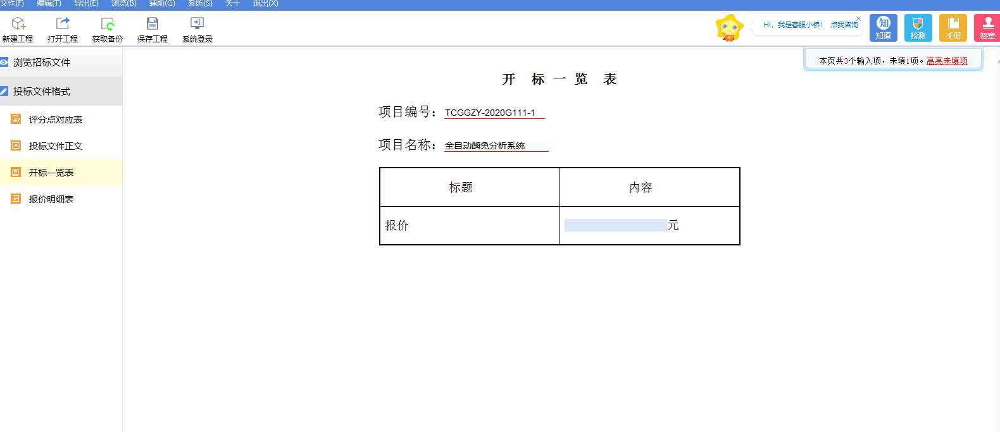 文件(F) 编辑(T) 导出(E) 浏览(B) 辅助(G) 系统(S) 关于 退出(X)
新建工程 打开工程 获取备份 保存工程 系统登录
Hi，我是客服小桥！ 点我咨询
知
知道 检测 手册 签章
本页共3个输入项，未填1项。高亮未填项
浏览招标文件
投标文件格式
评分点对应表
投标文件正文
开标一览表
报价明细表
开 标 一 览 表
项目编号： TCGGZY-2020G111-1
项目名称： 全自动酶免分析系统
标题 内容
报价 元